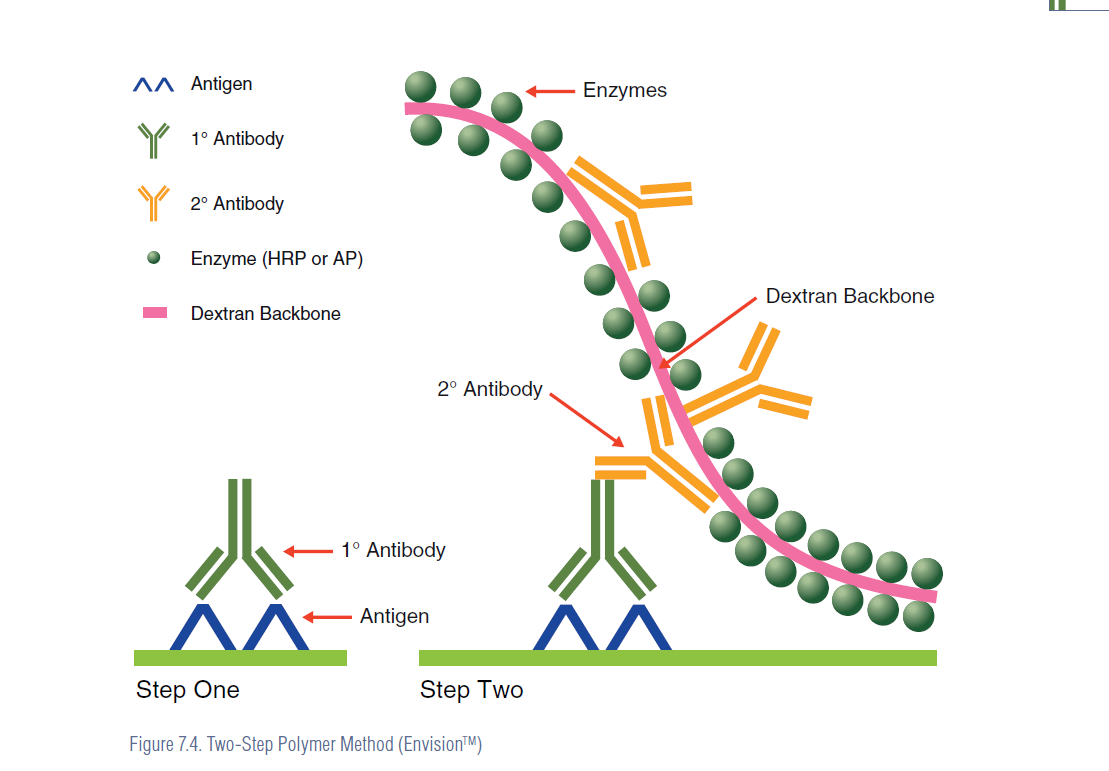 Antigen
1° Antibody
2° Antibody
Enzyme (HRP or AP)
Dextran Backbone
Enzymes
Dextran Backbone
2° Antibody
1° Antibody
Antigen
Step One
Step Two
Figure 7.4. Two-Step Polymer Method (Envision™)